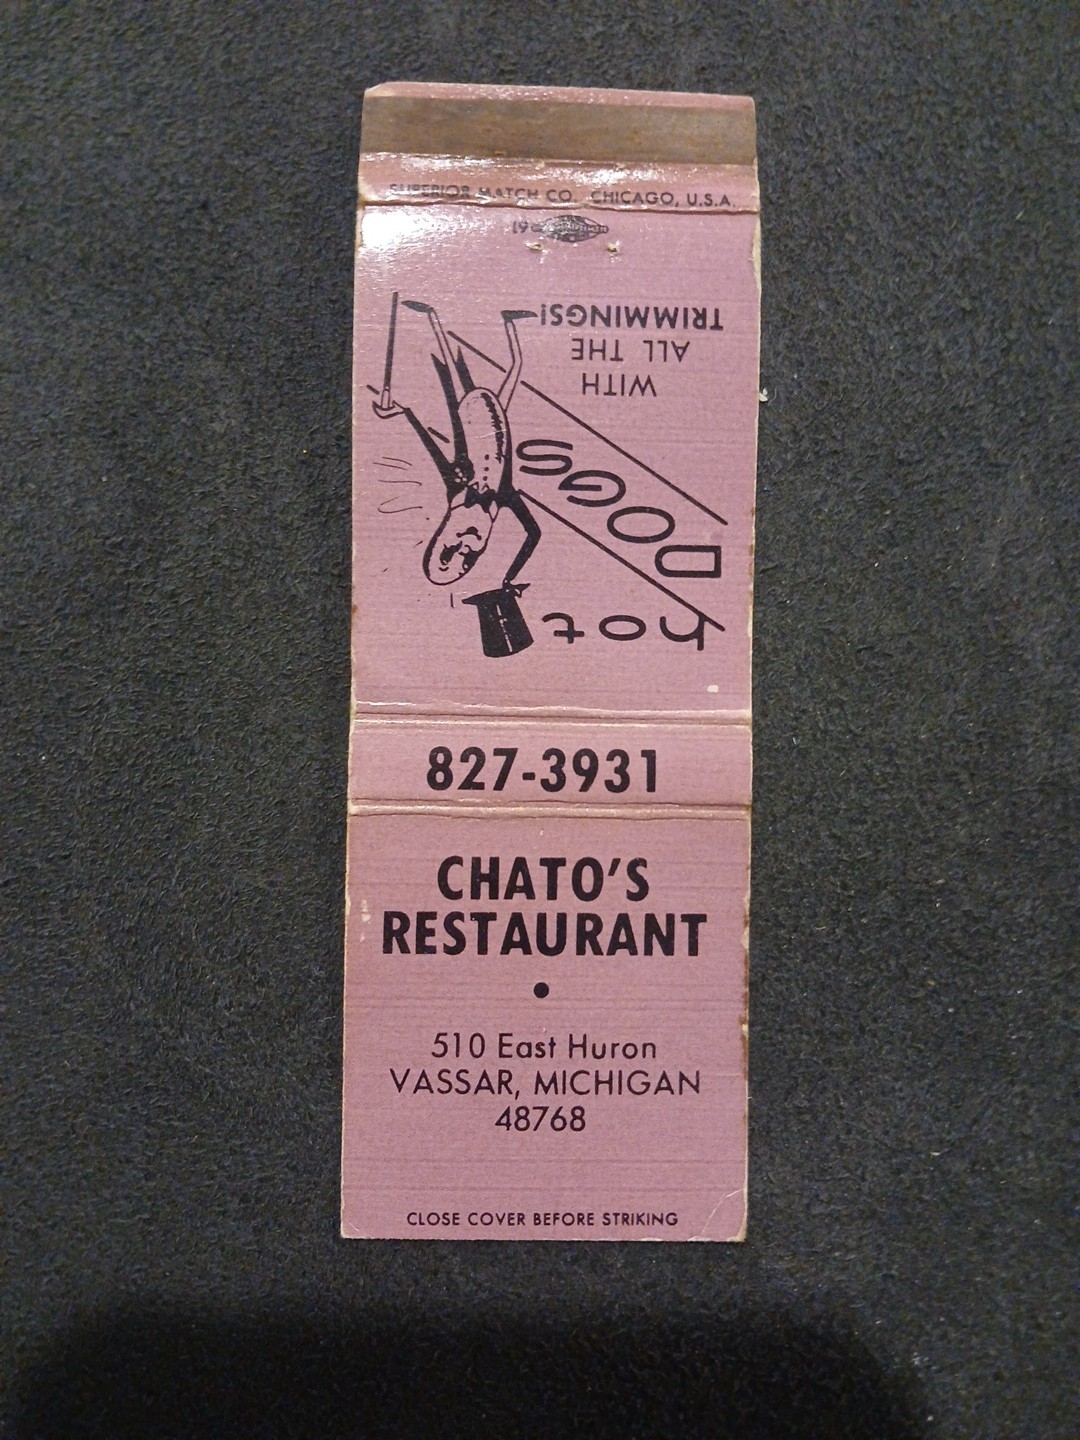 SUPERIOR MATCH CO. CHICAGO, U.S.A.
19
hot
DOGS
WITH
ALL THE
TRIMMINGS!
827-3931
CHATO'S
RESTAURANT
•
510 East Huron
VASSAR, MICHIGAN
48768
CLOSE COVER BEFORE STRIKING